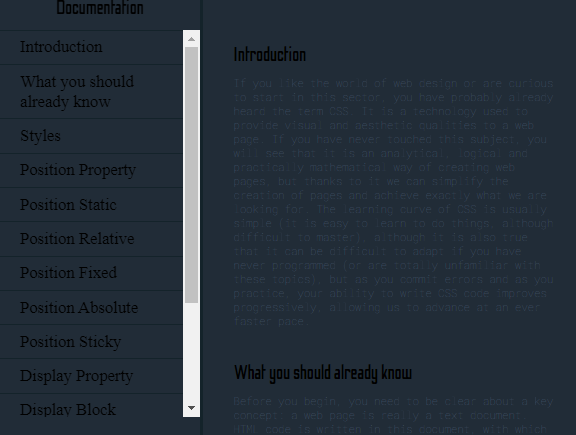 Documentation
Introduction
What you should
already know
Styles
Position Property
Position Static
Position Relative
Position Fixed
Position Absolute
Position Sticky
Display Property
Display Block
Introduction
If you like the world of web design or are curious
to start in this sector, you have probably already
heard the term CSS. It is a technology used to
provide visual and aesthetic qualities to a web
page. If you have never touched this subject, you
will see that it is an analytical, logical and
practically mathematical way of creating web
pages, but thanks to it we can simplify the
creation of pages and achieve exactly what we are
looking for. The learning curve of CSS is usually
simple (it is easy to learn to do things, although
difficult to master), although it is also true
that it can be difficult to adapt if you have
never programmed (or are totally unfamiliar with
these topics), but as you commit errors and as you
practice, your ability to write CSS code improves
progressively, allowing us to advance at an ever
faster pace.
What you should already know
Before you begin, you need to be clear about a key
concept: a web page is really a text document.
HTML code is written in this document, with which